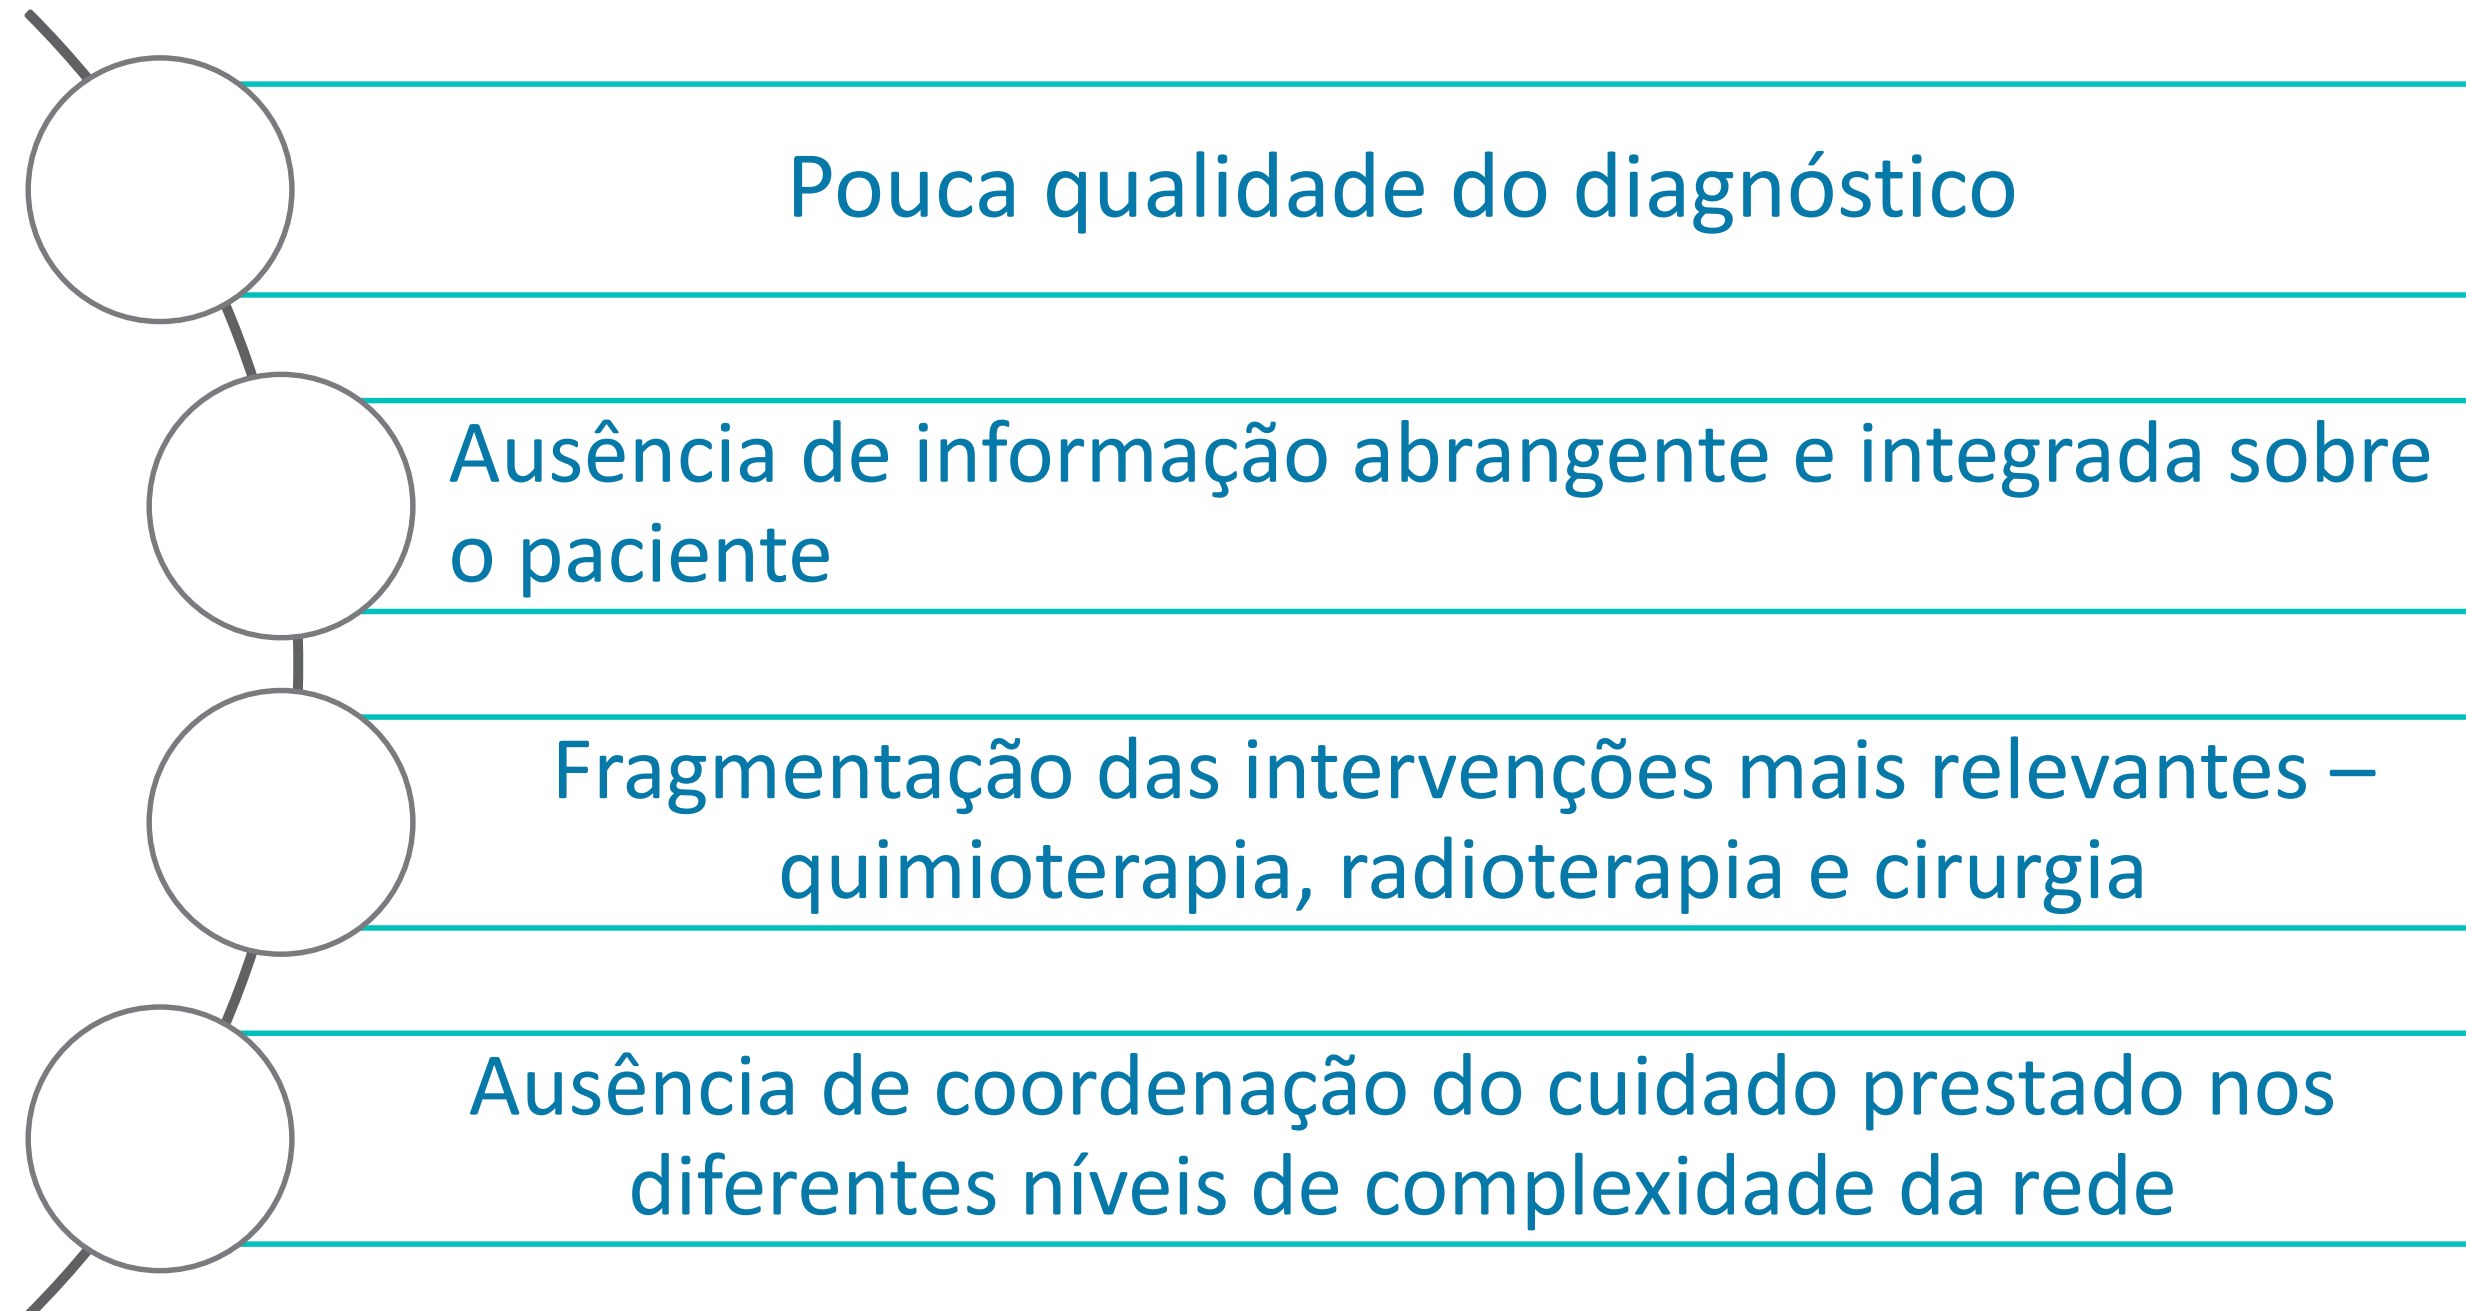 Pouca qualidade do diagnóstico
Ausência de informação abrangente e integrada sobre
o paciente
Fragmentação das intervenções mais relevantes –
quimioterapia, radioterapia e cirurgia
Ausência de coordenação do cuidado prestado nos
diferentes níveis de complexidade da rede